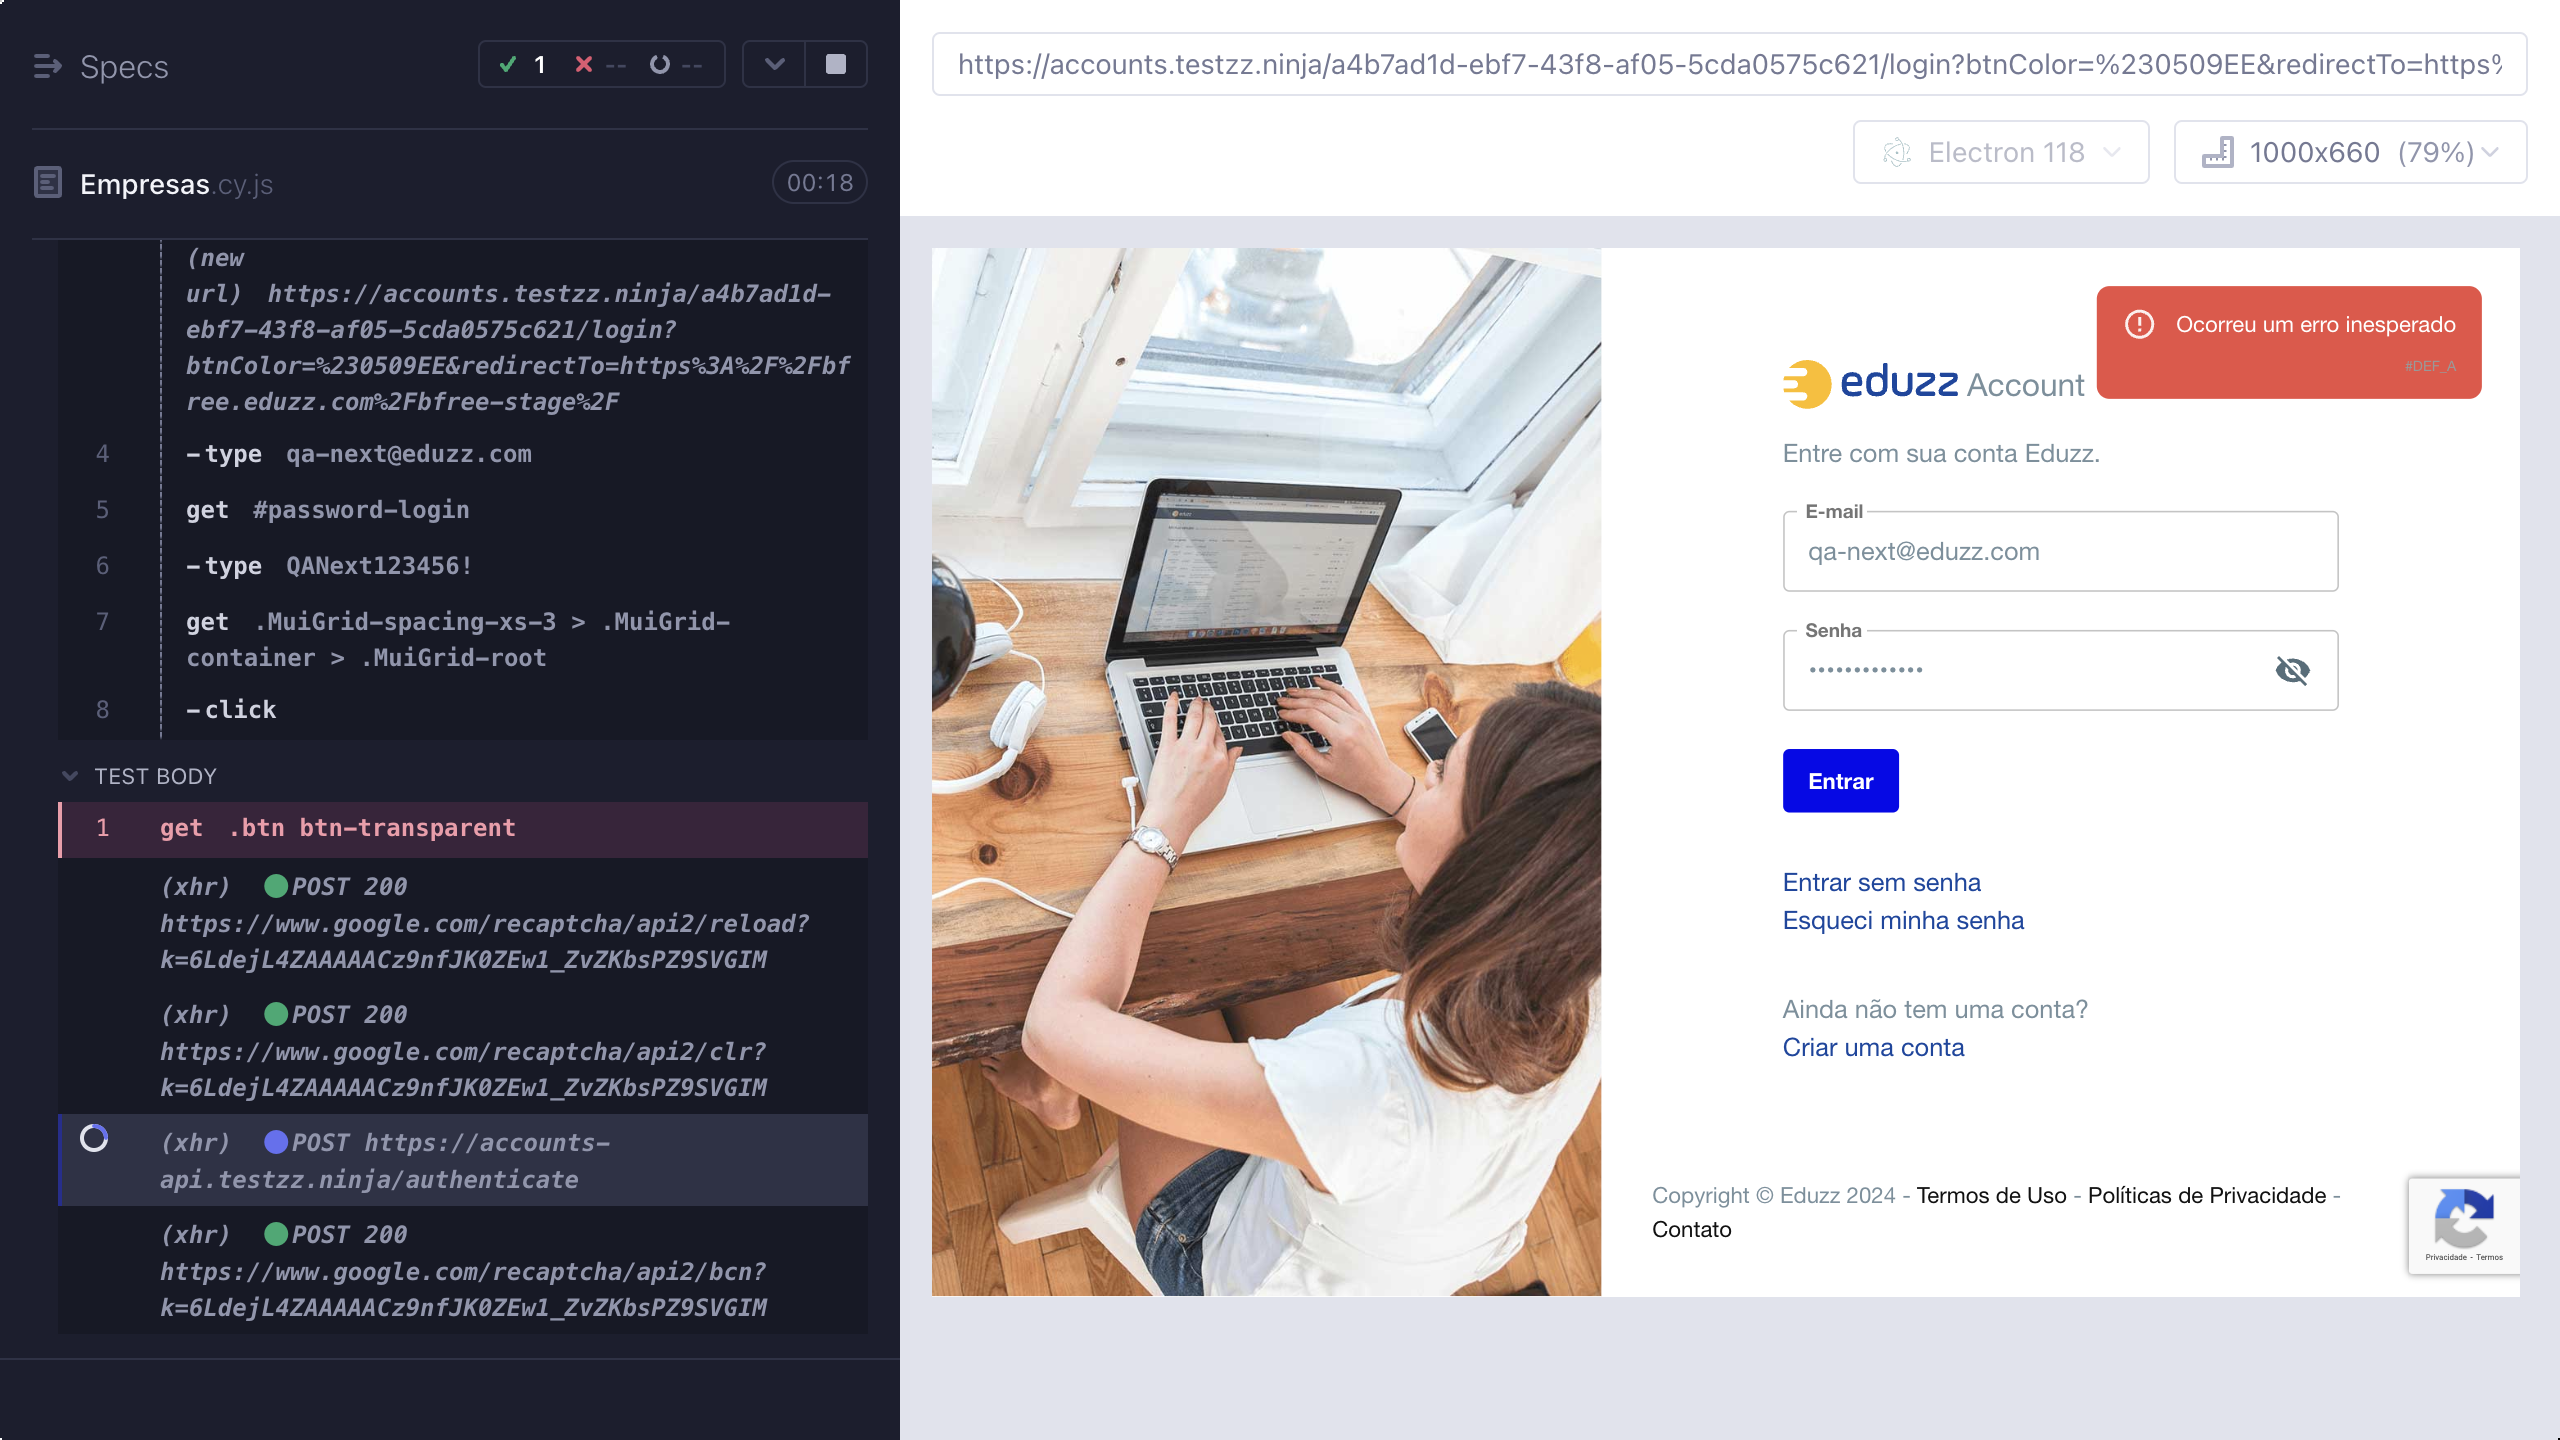 Specs
1
--
--
Empresas.cy.js
00:18
(new
url) https://accounts.testzz.ninja/a4b7ad1d-
ebf7-43f8-af05-5cda0575c621/login?
btnColor=%230509EE&redirectTo=https%3A%2F%2Fbf
ree.eduzz.com%2Fbfree-stage%2F
4 -type qa-next@eduzz.com
5 get #password-login
6 -type QANext123456!
7 get .MuiGrid-spacing-xs-3 > .MuiGrid-
container > .MuiGrid-root
8 -click
TEST BODY
1 get .btn btn-transparent
(xhr) POST 200
https://www.google.com/recaptcha/api2/reload?
k=6LdejL4ZAAAAACz9nfJK0ZEw1_ZvZKbsPZ9SVGIM
(xhr) POST 200
https://www.google.com/recaptcha/api2/clr?
k=6LdejL4ZAAAAACz9nfJK0ZEw1_ZvZKbsPZ9SVGIM
(xhr) POST https://accounts-
api.testzz.ninja/authenticate
(xhr) POST 200
https://www.google.com/recaptcha/api2/bcn?
k=6LdejL4ZAAAAACz9nfJK0ZEw1_ZvZKbsPZ9SVGIM
https://accounts.testzz.ninja/a4b7ad1d-ebf7-43f8-af05-5cda0575c621/login?btnColor=%230509EE&redirectTo=https%
Electron 118
1000x660 (79%)
Ocorreu um erro inesperado
#DEF_A
eduzz Account
Entre com sua conta Eduzz.
E-mail
qa-next@eduzz.com
Senha
•••••••••••••
Entrar
Entrar sem senha
Esqueci minha senha
Ainda não tem uma conta?
Criar uma conta
Copyright © Eduzz 2024 - Termos de Uso - Políticas de Privacidade -
Contato
Privacidade - Termos
eduzz